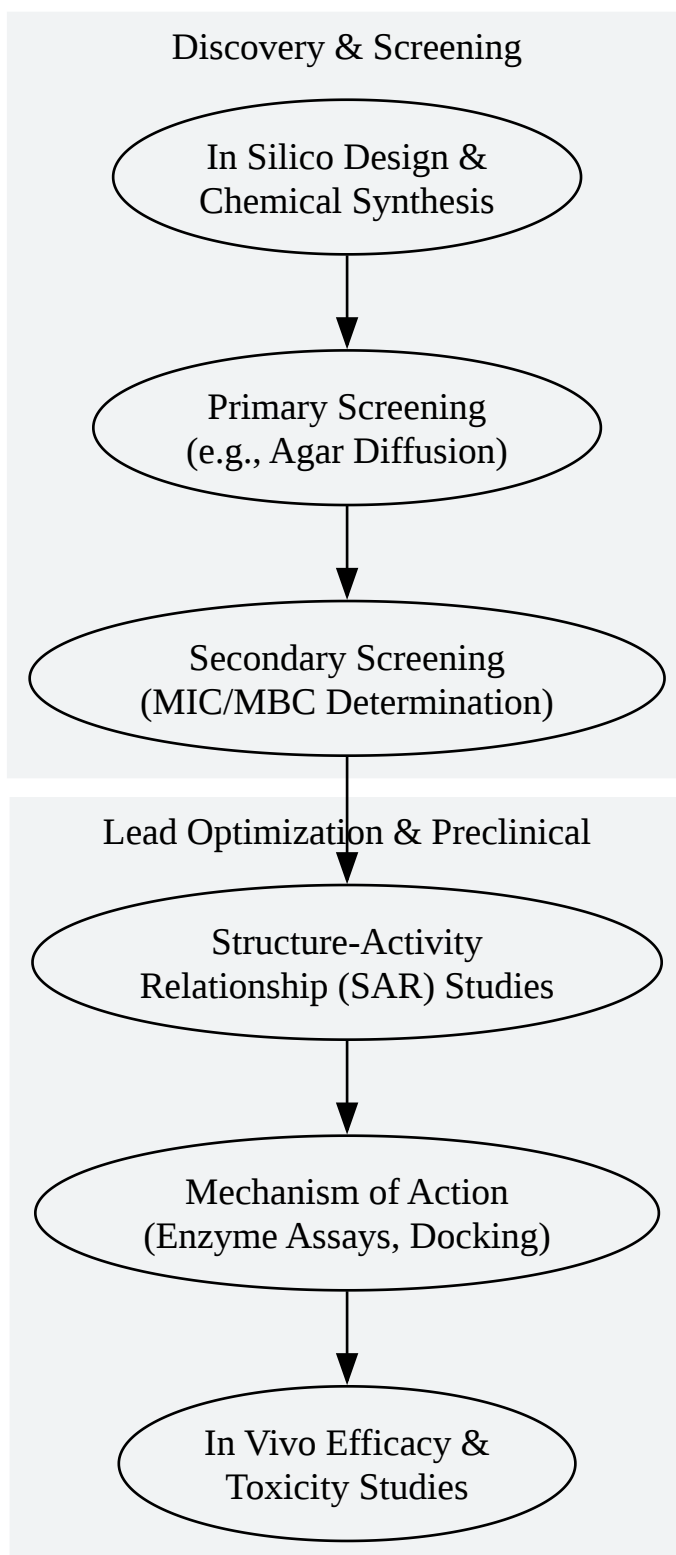 Discovery & Screening
In Silico Design &
Chemical Synthesis
Primary Screening
(e.g., Agar Diffusion)
Secondary Screening
(MIC/MBC Determination)
Lead Optimization & Preclinical
Structure-Activity
Relationship (SAR) Studies
Mechanism of Action
(Enzyme Assays, Docking)
In Vivo Efficacy &
Toxicity Studies